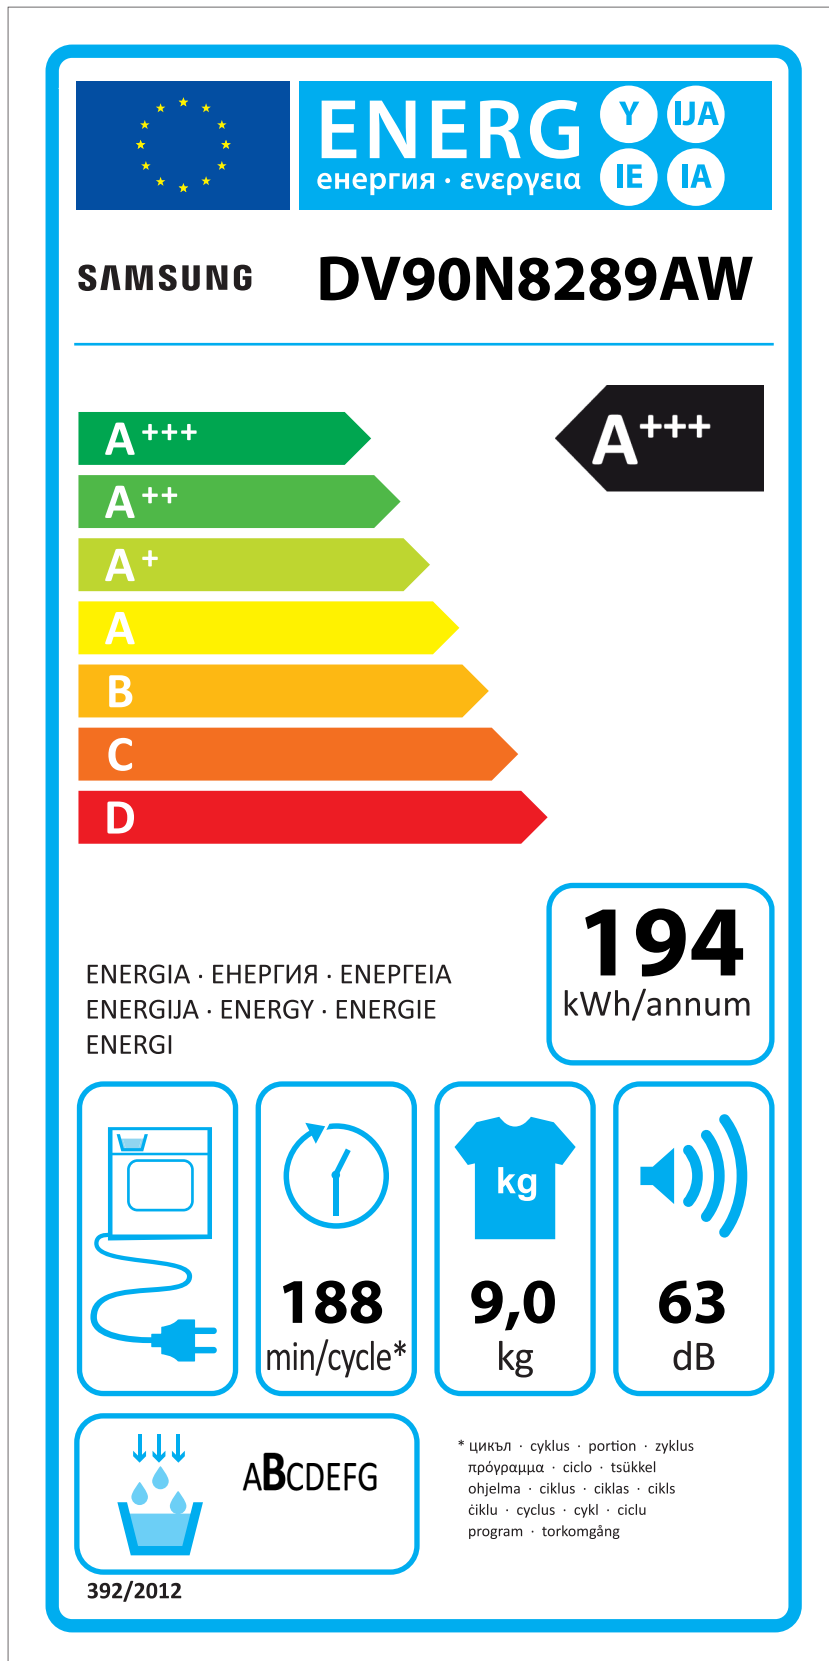 ENERG Y IJA
енергия · ενεργεια IE IA
SAMSUNG DV90N8289AW
A+++
A+++
A++
A+
A
B
C
D
194
kWh/annum
ENERGIA · ЕНЕРГИЯ · ΕΝΕΡΓΕΙΑ
ENERGIJA · ENERGY · ENERGIE
ENERGI
kg
188
min/cycle*
9,0
kg
63
dB
ABCDEFG
* цикъл · cyklus · portion · zyklus
πρόγραμμα · ciclo · tsükkel
ohjelma · ciklus · ciklas · cikls
ċiklu · cyclus · cykl · ciclu
program · torkomgång
392/2012